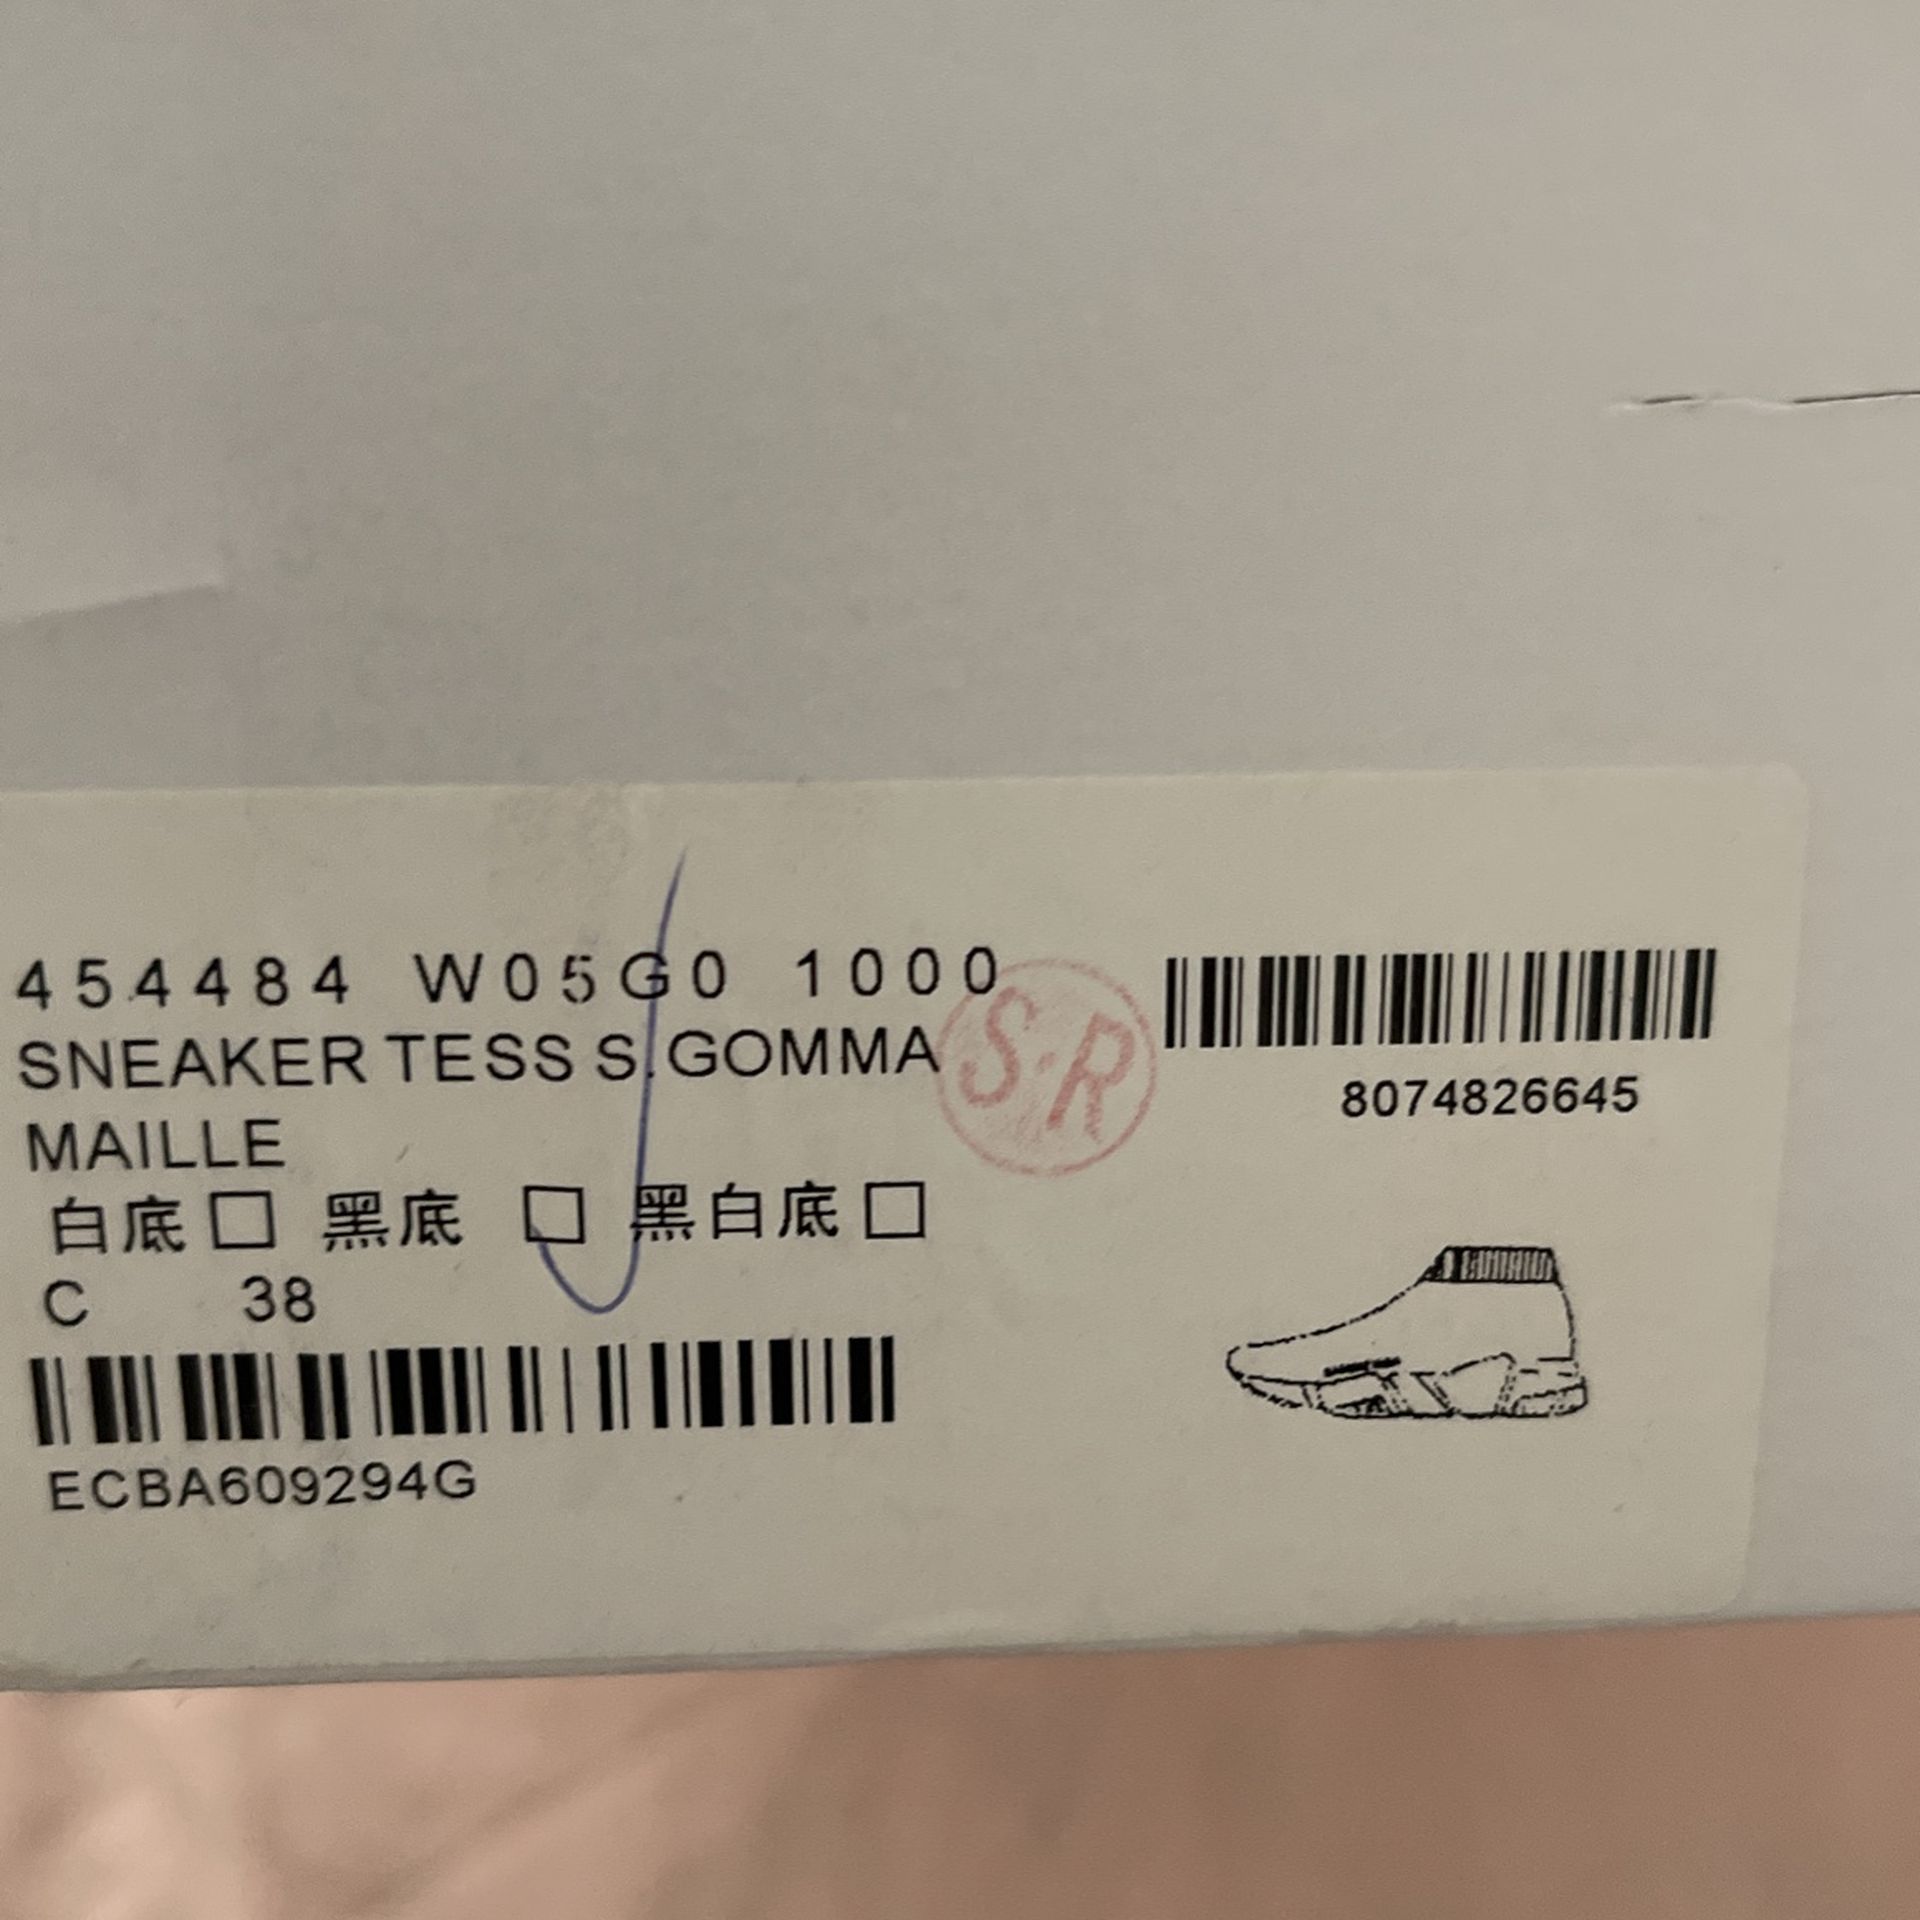 454484 W05G0 1000
SNEAKER TESS S.GOMMA
MAILLE
白底□ 黑底 □ 黑白底□
C 38
ECBA609294G
S·R
8074826645